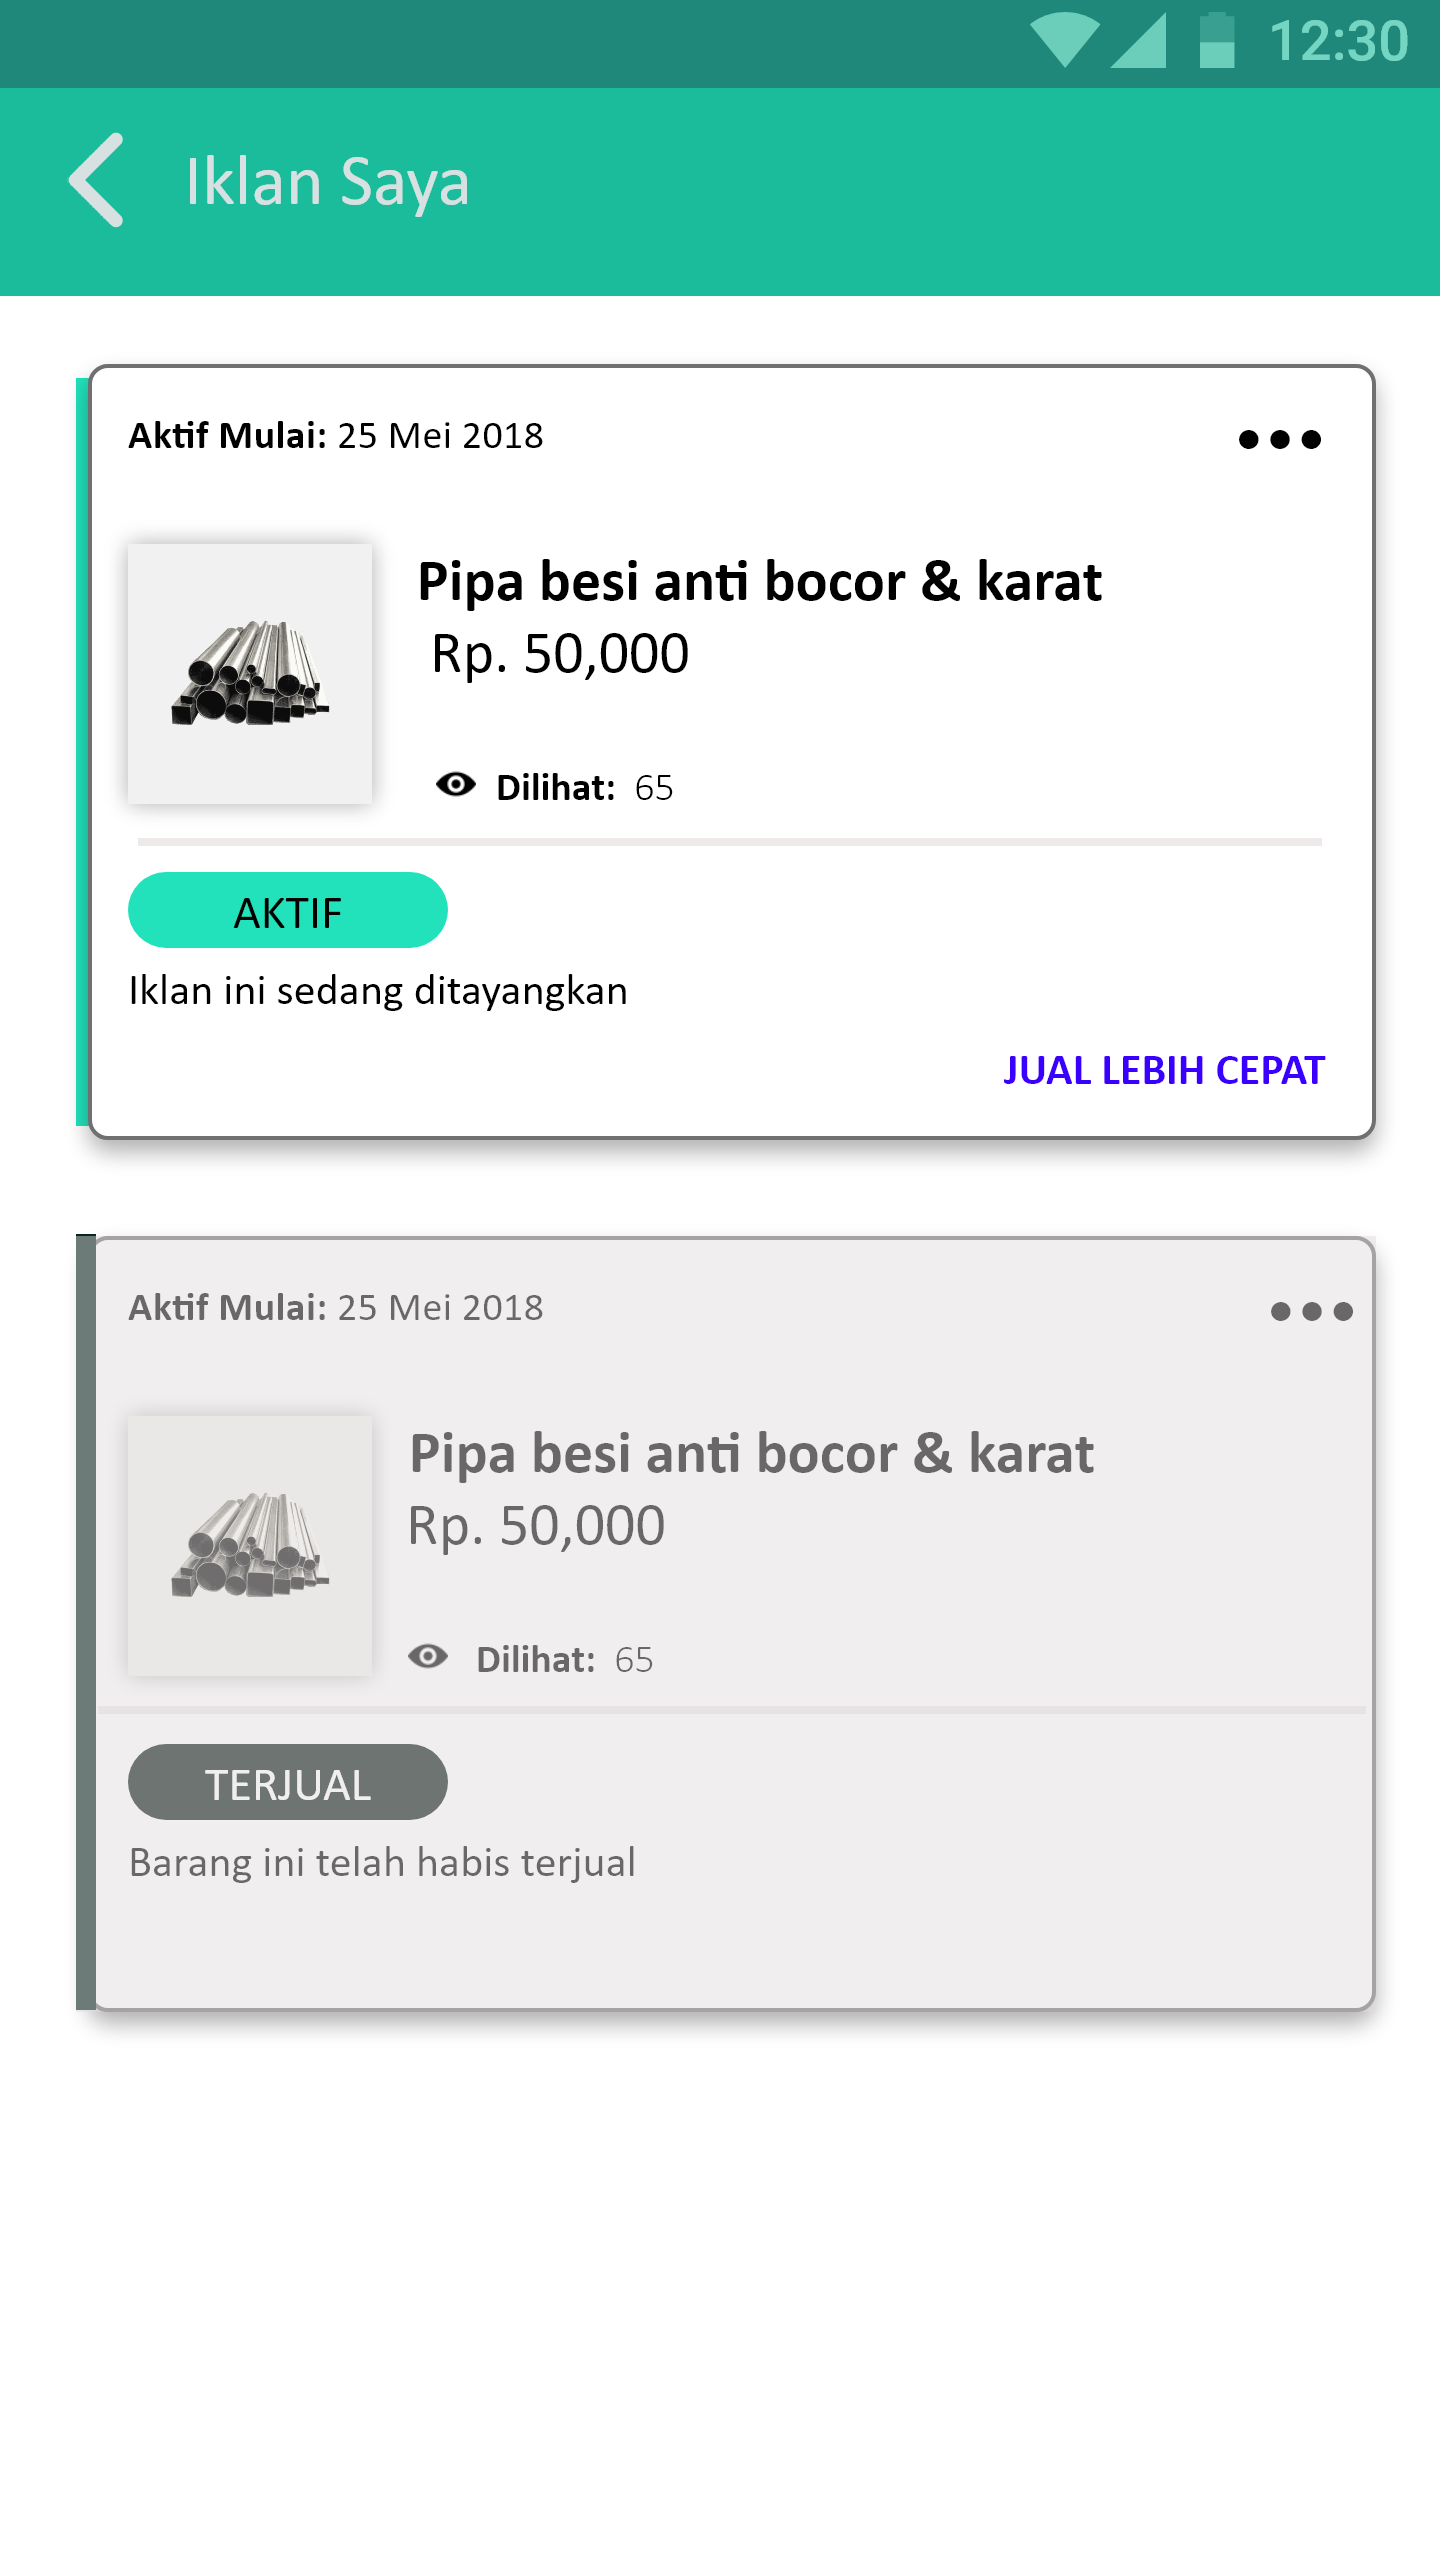 12:30
Iklan Saya
Aktif Mulai: 25 Mei 2018
Pipa besi anti bocor & karat
Rp. 50,000
Dilihat: 65
AKTIF
Iklan ini sedang ditayangkan
JUAL LEBIH CEPAT
Aktif Mulai: 25 Mei 2018
Pipa besi anti bocor & karat
Rp. 50,000
Dilihat: 65
TERJUAL
Barang ini telah habis terjual